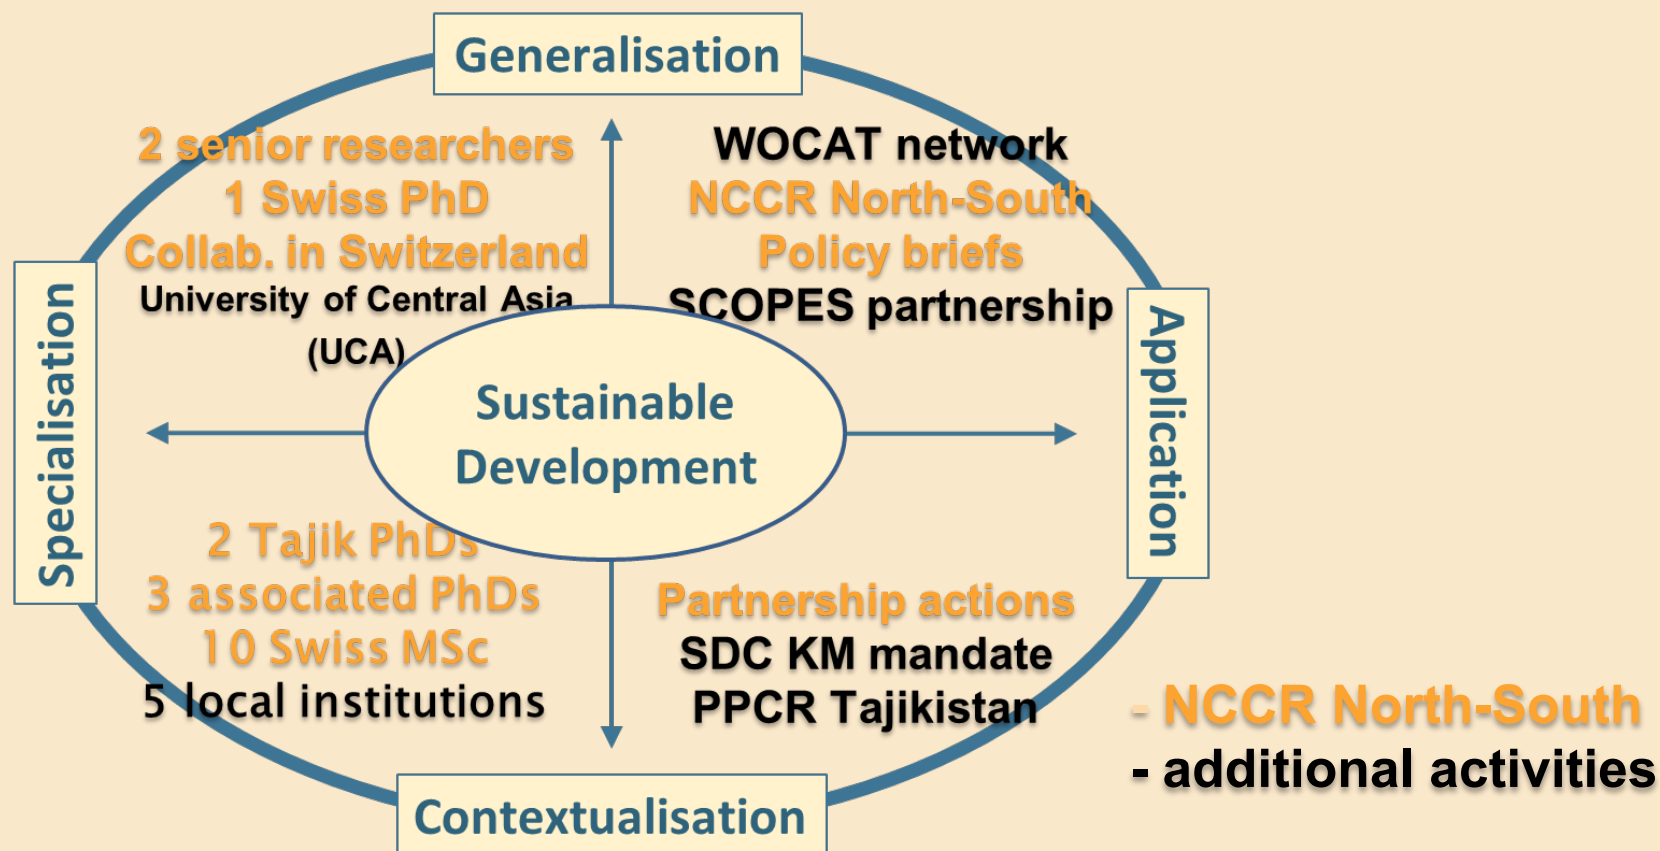 Generalisation
2 senior researchers
1 Swiss PhD
Collab. in Switzerland
University of Central Asia
(UCA)
WOCAT network
NCCR North-South
Policy briefs
SCOPES partnership
Specialisation
Sustainable
Development
Application
2 Tajik PhDs
3 associated PhDs
10 Swiss MSc
5 local institutions
Partnership actions
SDC KM mandate
PPCR Tajikistan
Contextualisation
- NCCR North-South
- additional activities